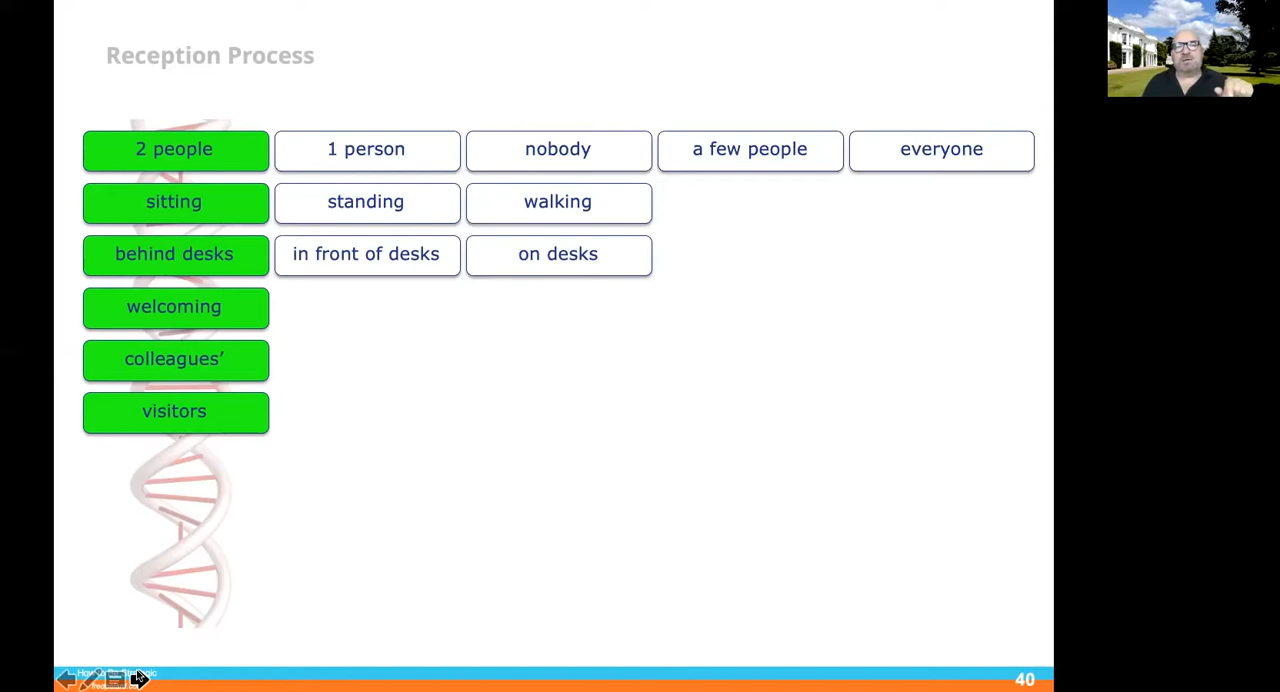 Reception Process
2 people 1 person nobody a few people everyone
sitting standing walking
behind desks in front of desks on desks
welcoming
colleagues’
visitors
40